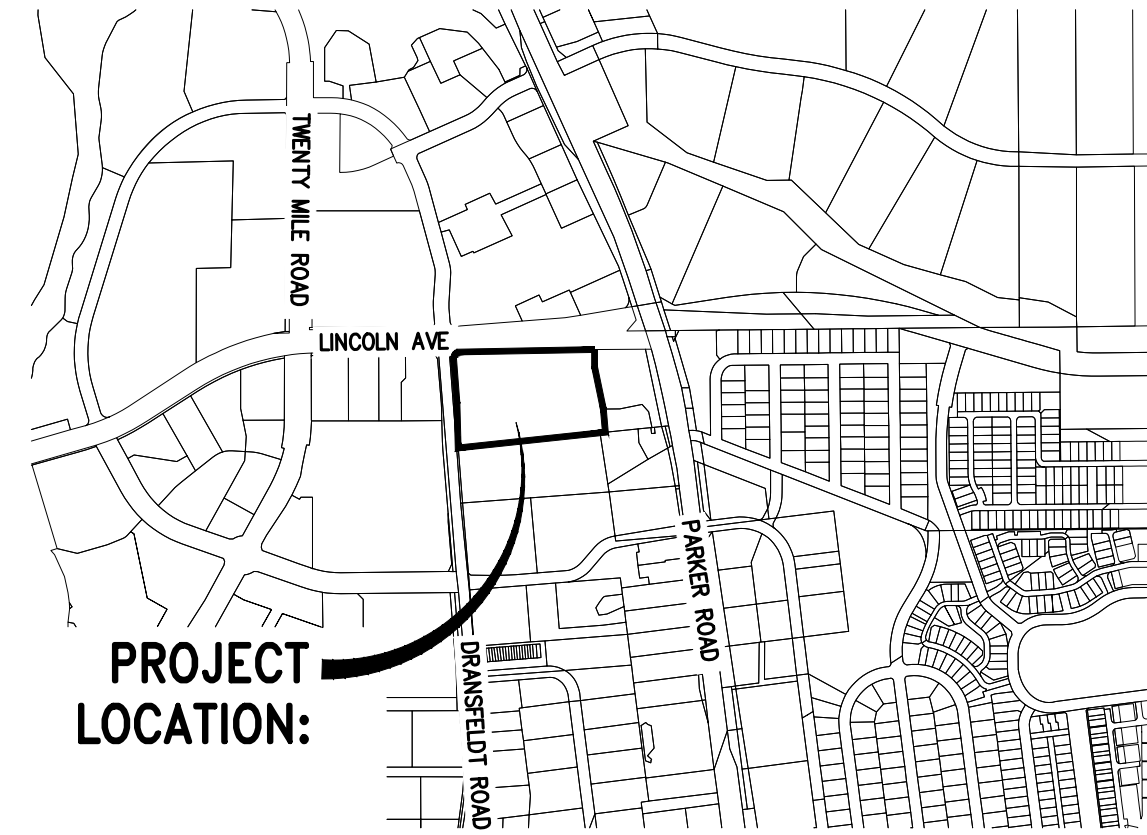 TWENTY MILE ROAD
LINCOLN AVE
PARKER ROAD
DRANSFELDT ROAD
PROJECT
LOCATION: